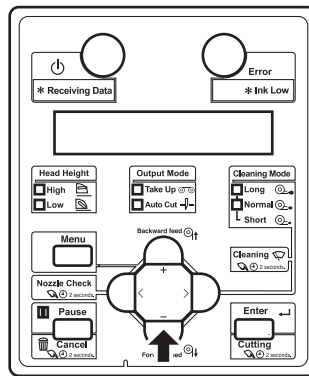 Error
* Receiving Data
* Ink Low
Head Height
High
Low
Output Mode
Take Up
Auto Cut
Cleaning Mode
Long
Normal
Short
Menu
Backward feed
+
Cleaning
2 seconds.
Nozzle Check
2 seconds.
< >
Pause
Enter
−
Cancel
2 seconds.
Cutting
2 seconds.